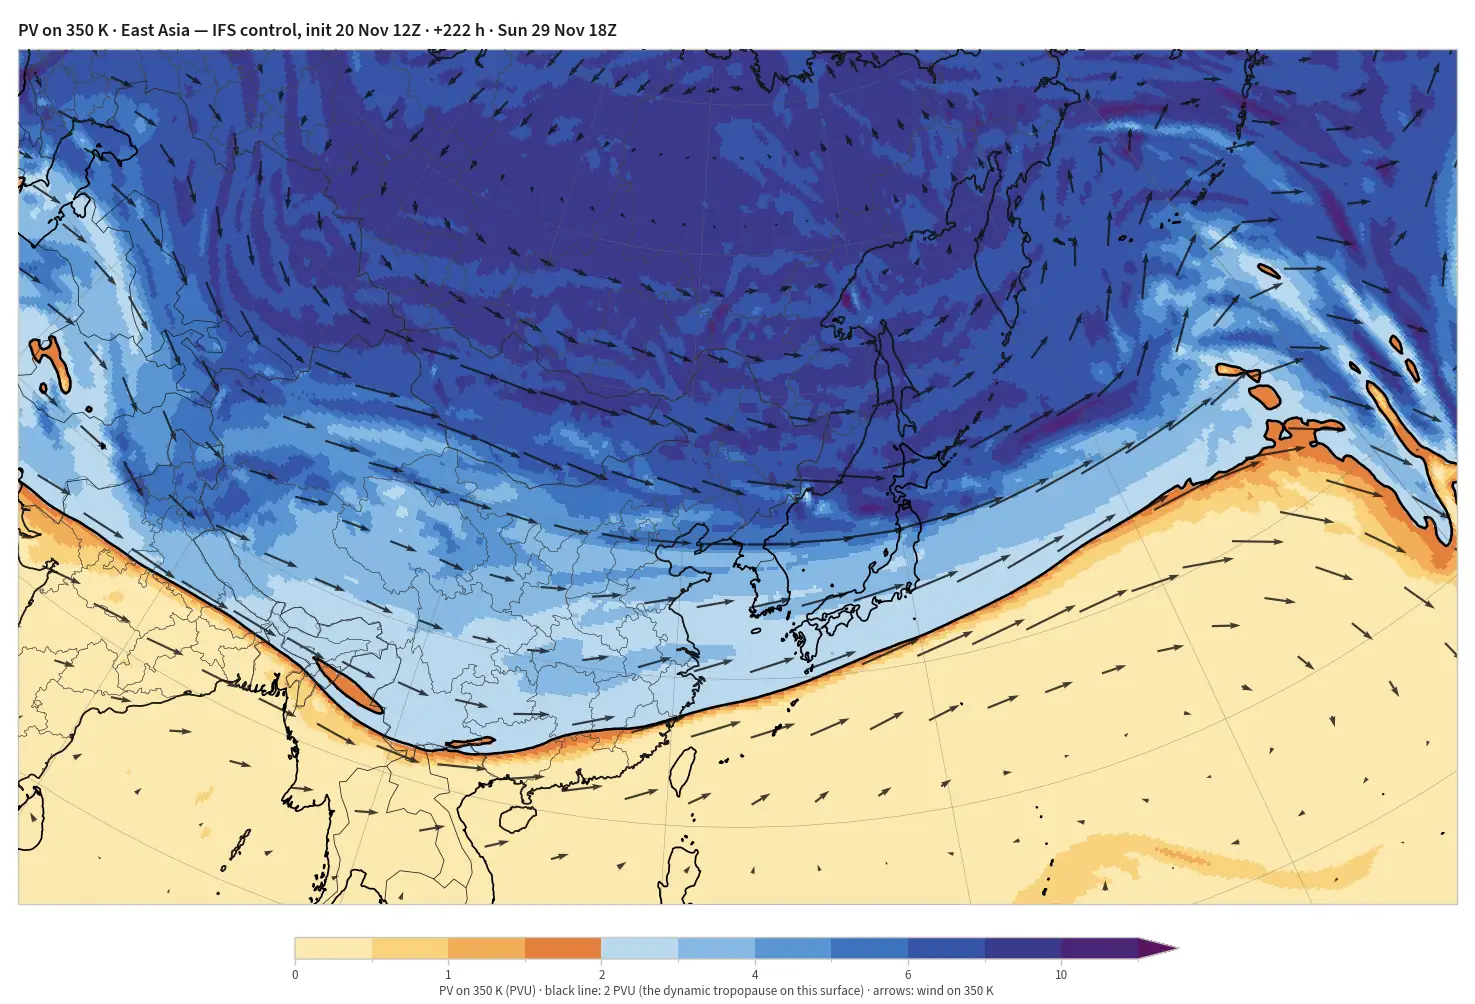 PV on 350 K · East Asia — IFS control, init 20 Nov 12Z · +222 h · Sun 29 Nov 18Z
0 1 2 4 6 10
PV on 350 K (PVU) · black line: 2 PVU (the dynamic tropopause on this surface) · arrows: wind on 350 K